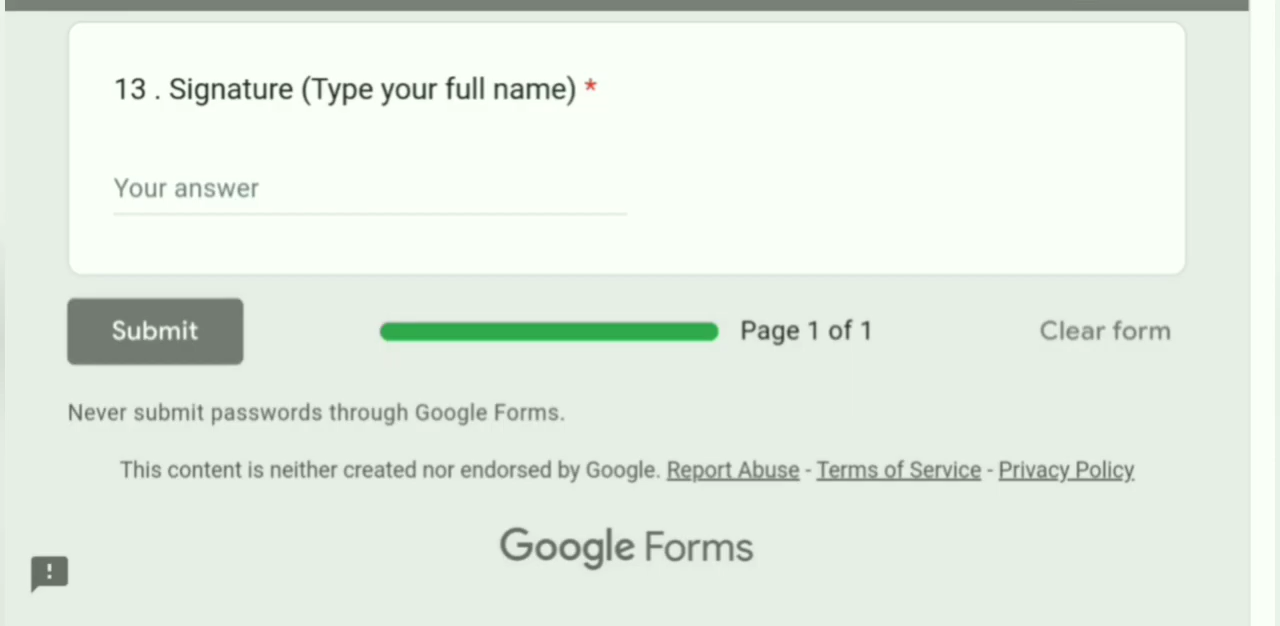 13 . Signature (Type your full name) *
Your answer
Submit
Page 1 of 1
Clear form
Never submit passwords through Google Forms.
This content is neither created nor endorsed by Google. Report Abuse - Terms of Service - Privacy Policy
Google Forms